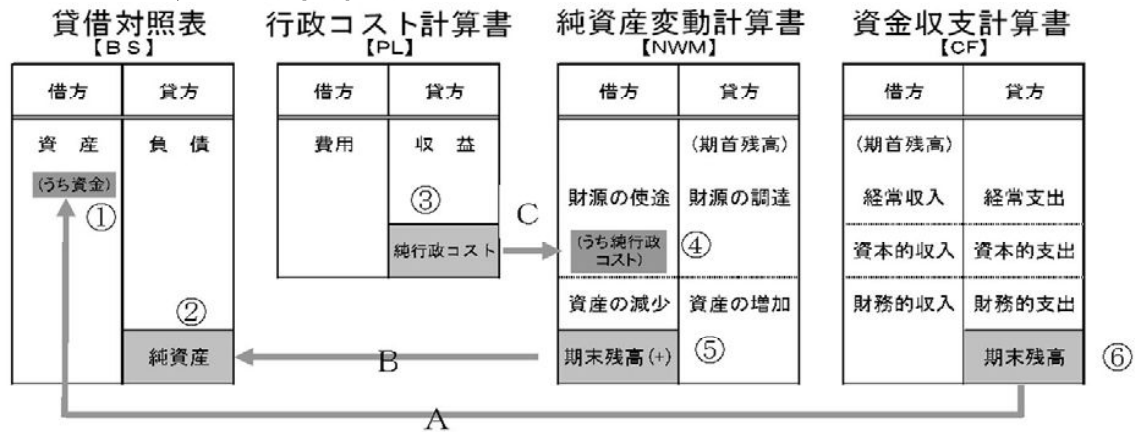 貸借対照表
【BS】
借方 貸方
資 産 負 債
(うち資金)
①
②
純資産
行政コスト計算書
【PL】
借方 貸方
費用 収 益
③
純行政コスト
C
純資産変動計算書
【NWM】
借方 貸方
(期首残高)
財源の使途 財源の調達
(うち純行政
コスト)
④
資産の減少 資産の増加
期末残高(+) ⑤
B
資金収支計算書
【CF】
借方 貸方
(期首残高)
経常収入 経常支出
資本的収入 資本的支出
財務的収入 財務的支出
期末残高 ⑥
A